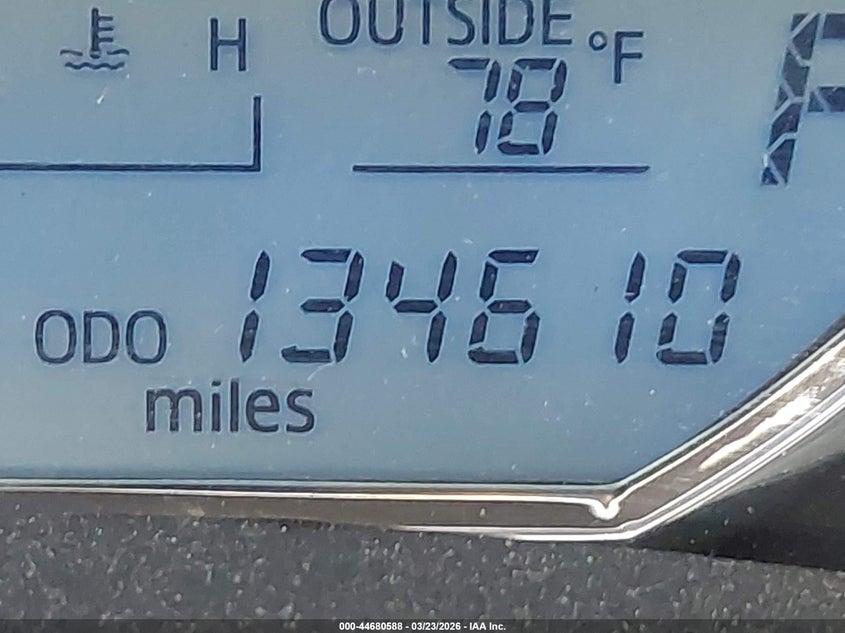 H
OUTSIDE
78 °F
P
ODO 134610
miles
000-44680588 - 03/23/2026 - IAA Inc.